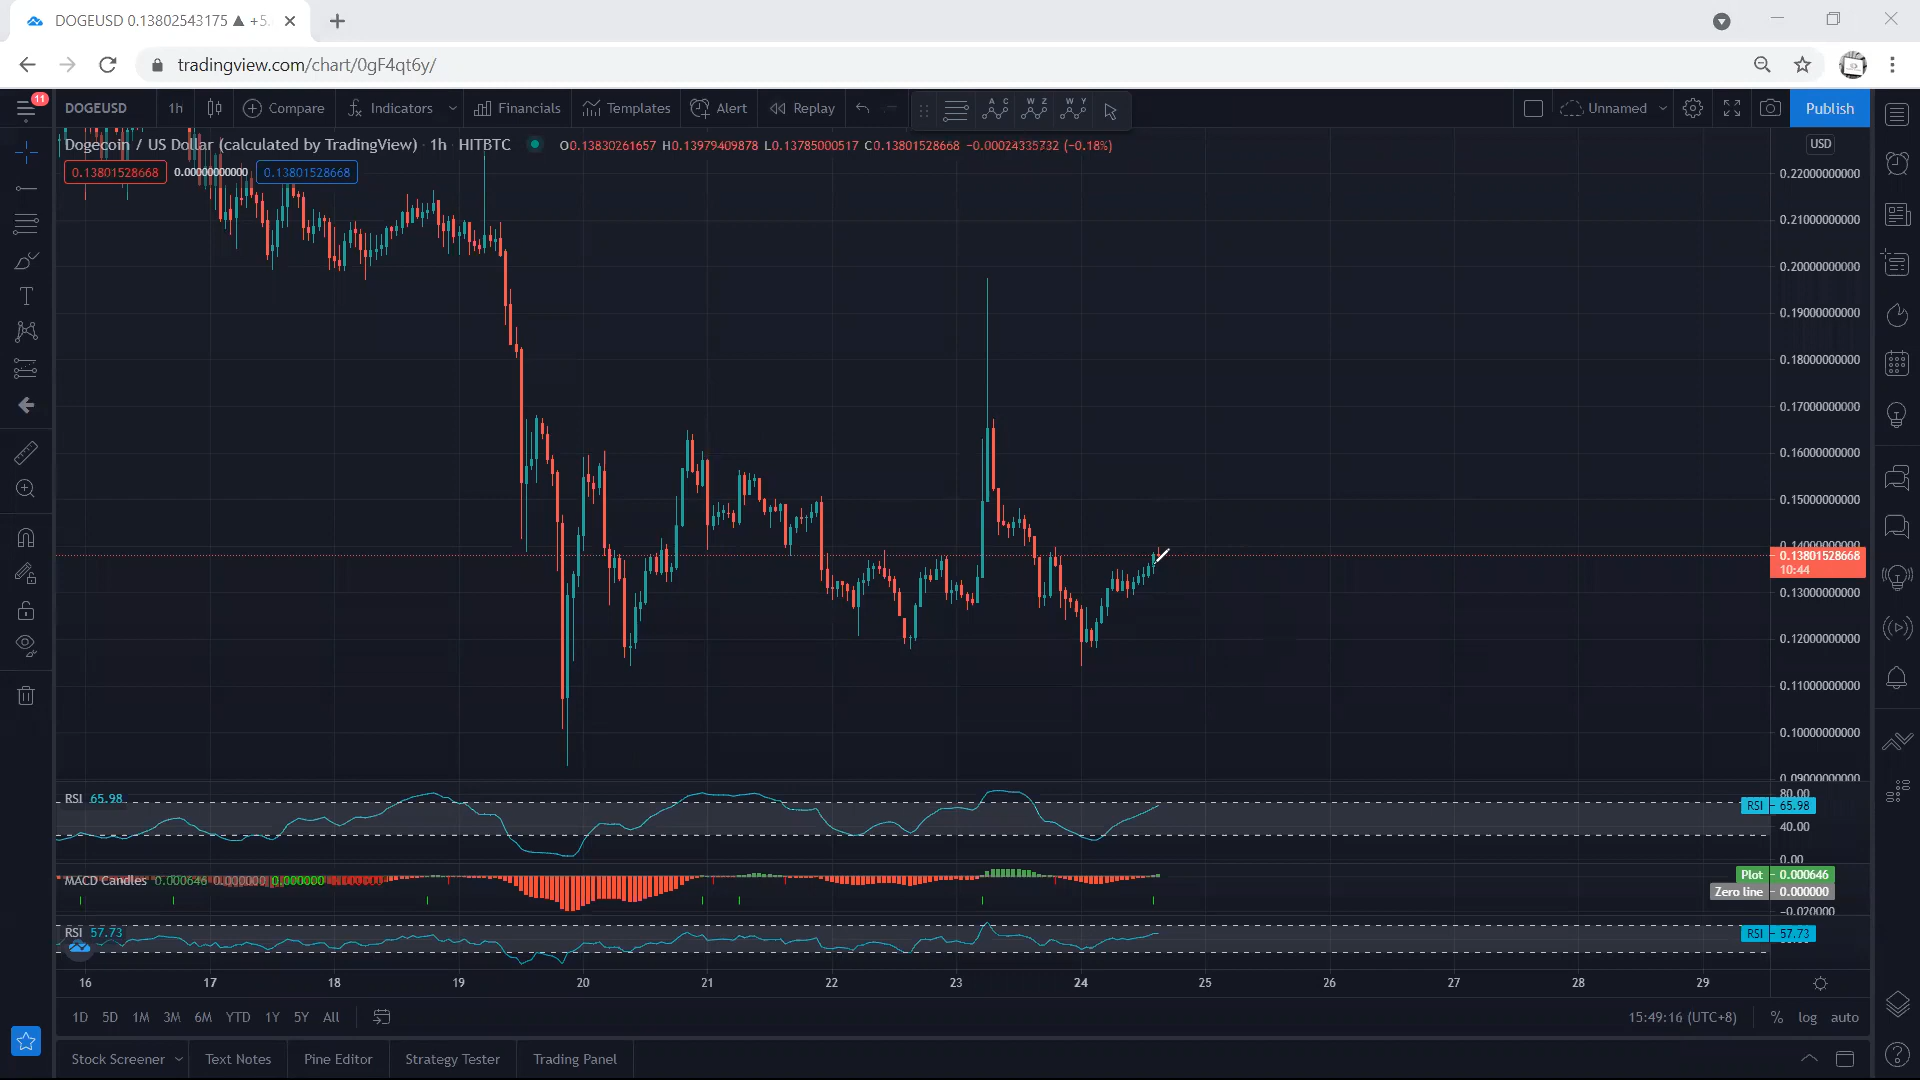 DOGEUSD 0.13802543175 ▲ +5.
tradingview.com/chart/0gF4qt6y/
11
DOGEUSD 1h Compare Indicators Financials Templates Alert Replay A C W Z W Y Unnamed Publish
Dogecoin / US Dollar (calculated by TradingView) · 1h · HITBTC O0.13830261657 H0.13979409878 L0.13785000517 C0.13801528668 −0.00024335732 (−0.18%)
USD
0.13801528668 0.0000000000 0.13801528668
0.22000000000
0.21000000000
0.20000000000
0.19000000000
0.18000000000
0.17000000000
0.16000000000
0.15000000000
0.14000000000
0.13801528668
10:44
0.13000000000
0.12000000000
0.11000000000
0.10000000000
0.09000000000
RSI 65.98
80.00
RSI 65.98
40.00
0.00
MACD Candles 0.000646 0.000000 0.000000
Plot 0.000646
Zero line 0.000000
−0.020000
RSI 57.73
RSI 57.73
16 17 18 19 20 21 22 23 24 25 26 27 28 29
1D 5D 1M 3M 6M YTD 1Y 5Y All 15:49:16 (UTC+8) % log auto
Stock Screener Text Notes Pine Editor Strategy Tester Trading Panel